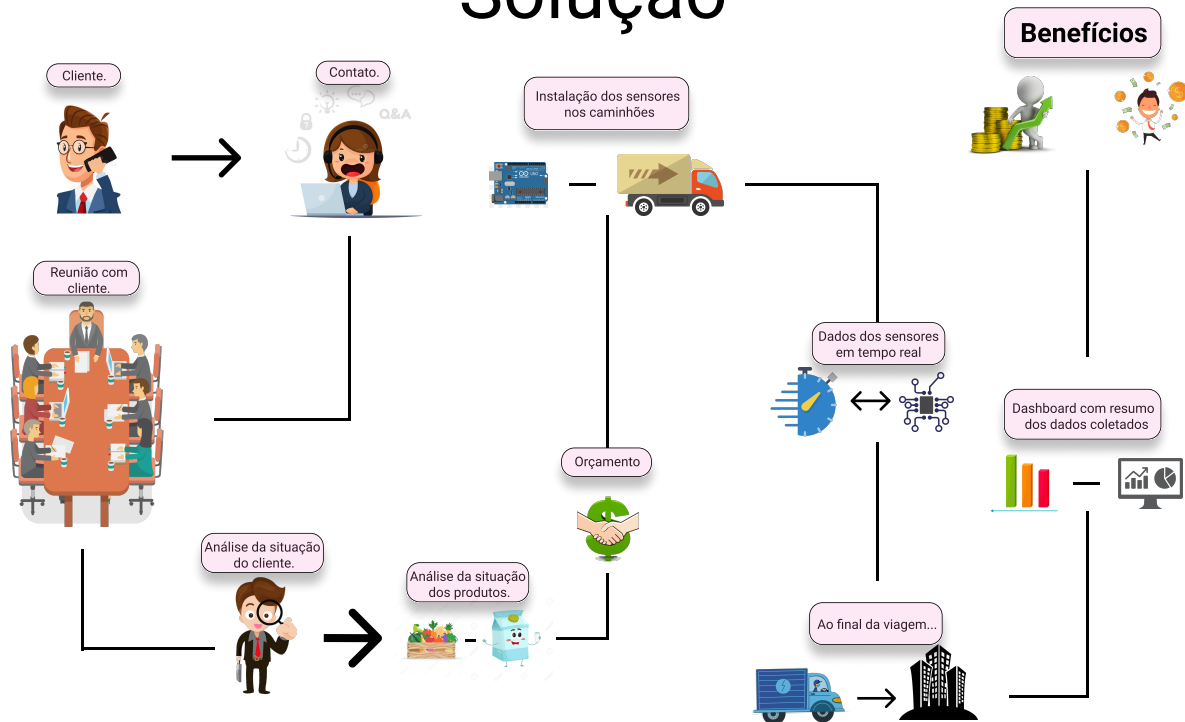 Solução
Cliente.
Contato.
Q&A
Reunião com
cliente.
Análise da situação
do cliente.
Análise da situação
dos produtos.
Orçamento
Instalação dos sensores
nos caminhões
Dados dos sensores
em tempo real
Ao final da viagem...
Dashboard com resumo
dos dados coletados
Benefícios